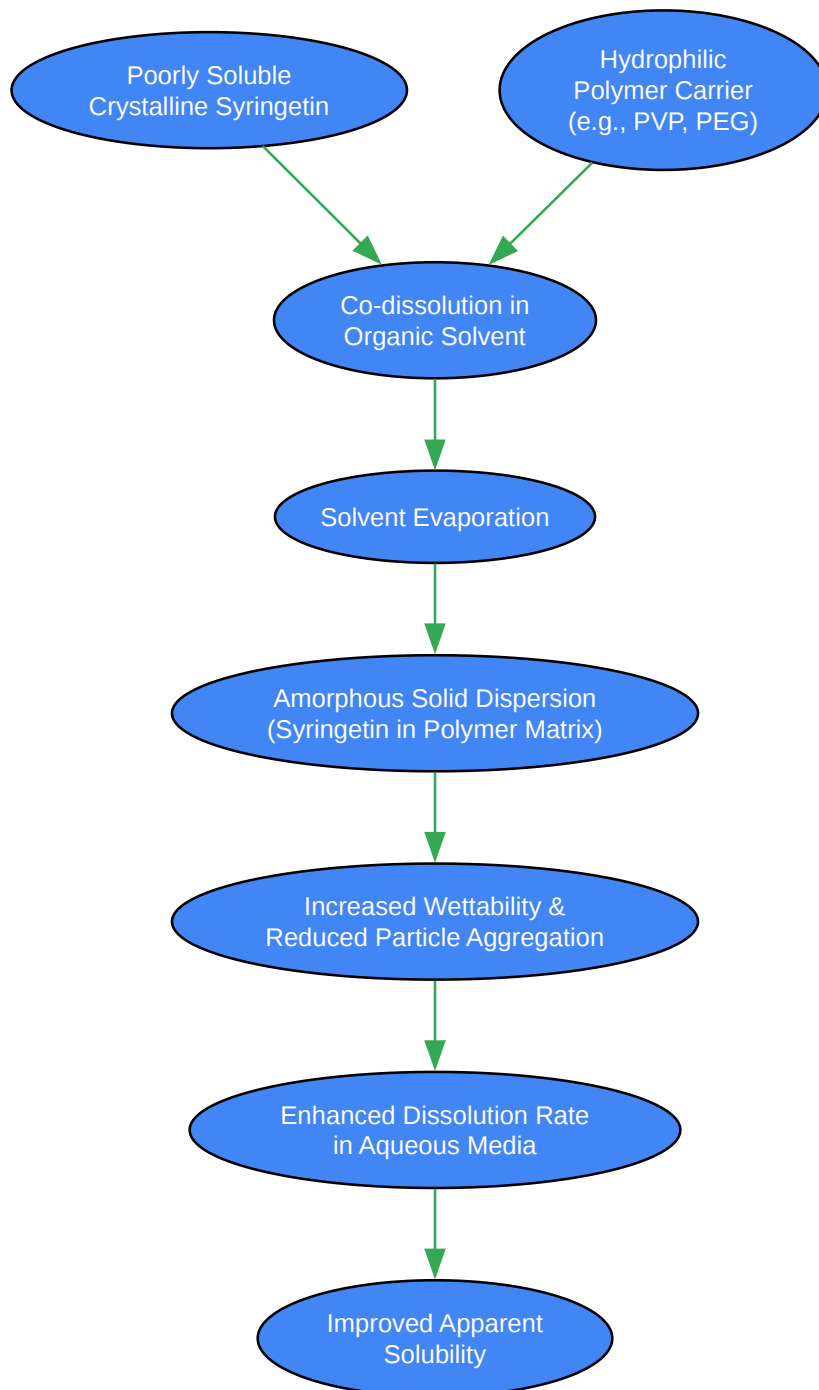 Poorly Soluble
Crystalline Syringetin
Hydrophilic
Polymer Carrier
(e.g., PVP, PEG)
Co-dissolution in
Organic Solvent
Solvent Evaporation
Amorphous Solid Dispersion
(Syringetin in Polymer Matrix)
Increased Wettability &
Reduced Particle Aggregation
Enhanced Dissolution Rate
in Aqueous Media
Improved Apparent
Solubility